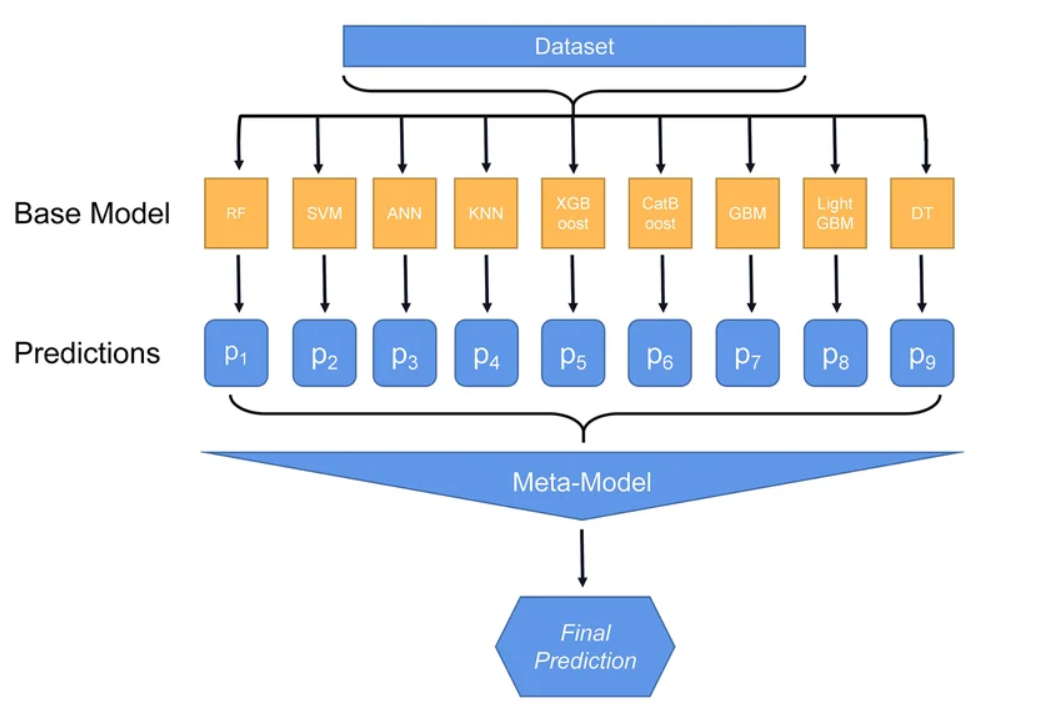 Dataset
Base Model
RF
SVM
ANN
KNN
XGB
oost
CatB
oost
GBM
Light
GBM
DT
Predictions
p1
p2
p3
p4
p5
p6
p7
p8
p9
Meta-Model
Final
Prediction